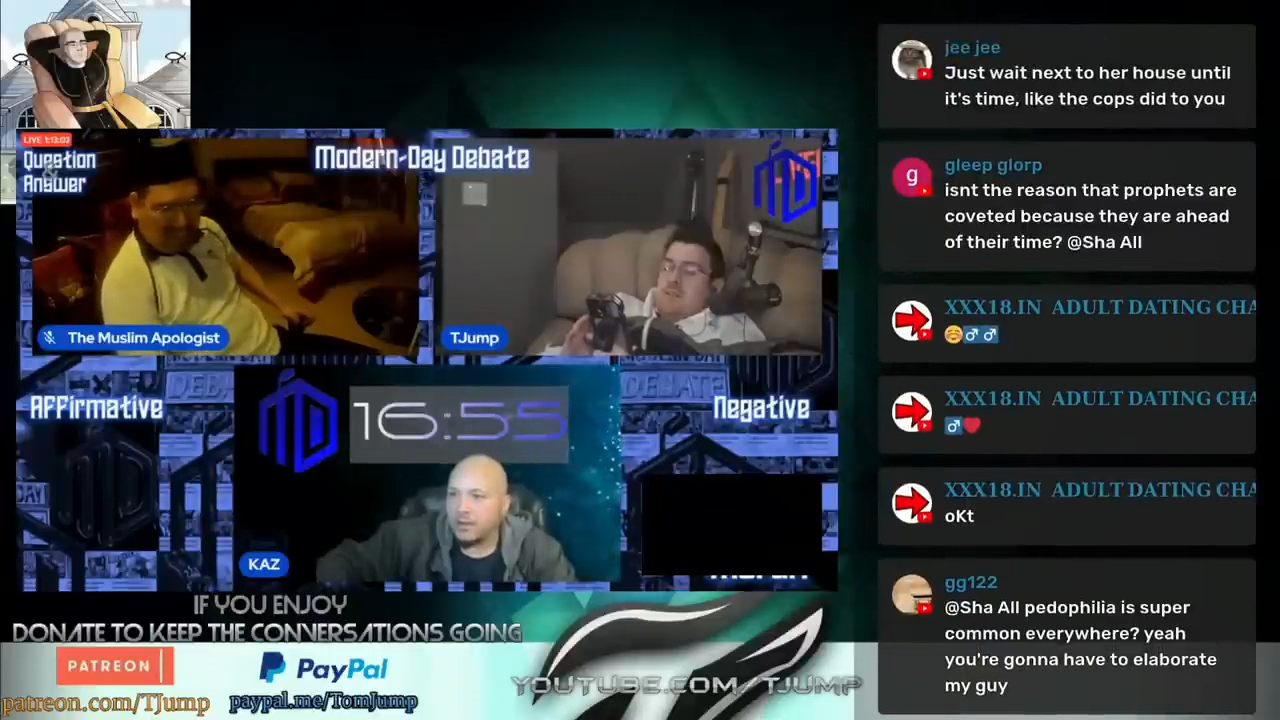 LIVE 1:13:02
Question
&
Answer
Modern-Day Debate
The Muslim Apologist
TJump
Affirmative
16:55
Negative
KAZ
IF YOU ENJOY
DONATE TO KEEP THE CONVERSATIONS GOING
PATREON
PayPal
patreon.com/TJump
paypal.me/TomJump
YOUTUBE.COM/TJUMP
jee jee
Just wait next to her house until
it's time, like the cops did to you
g
gleep glorp
isnt the reason that prophets are
coveted because they are ahead
of their time? @Sha All
XXX18.IN ADULT DATING CHA
☺️♂️♂️
XXX18.IN ADULT DATING CHA
♂️❤️
XXX18.IN ADULT DATING CHA
oKt
gg122
@Sha All pedophilia is super
common everywhere? yeah
you're gonna have to elaborate
my guy